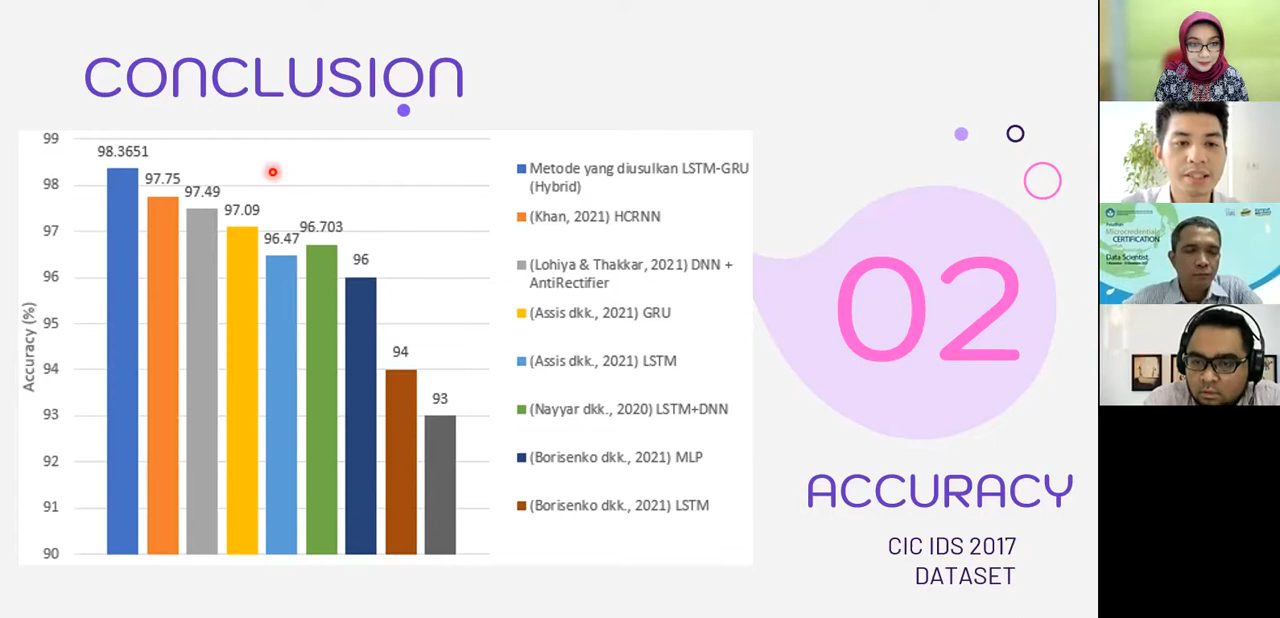 CONCLUSION
99
98
97
96
95
94
93
92
91
90
Accuracy (%)
98.3651
97.75
97.49
97.09
96.47
96.703
96
94
93
Metode yang diusulkan LSTM-GRU
(Hybrid)
(Khan, 2021) HCRNN
(Lohiya & Thakkar, 2021) DNN +
AntiRectifier
(Assis dkk., 2021) GRU
(Assis dkk., 2021) LSTM
(Nayyar dkk., 2020) LSTM+DNN
(Borisenko dkk., 2021) MLP
(Borisenko dkk., 2021) LSTM
02
ACCURACY
CIC IDS 2017
DATASET
Microcredential
CERTIFICATION
Data Scientist